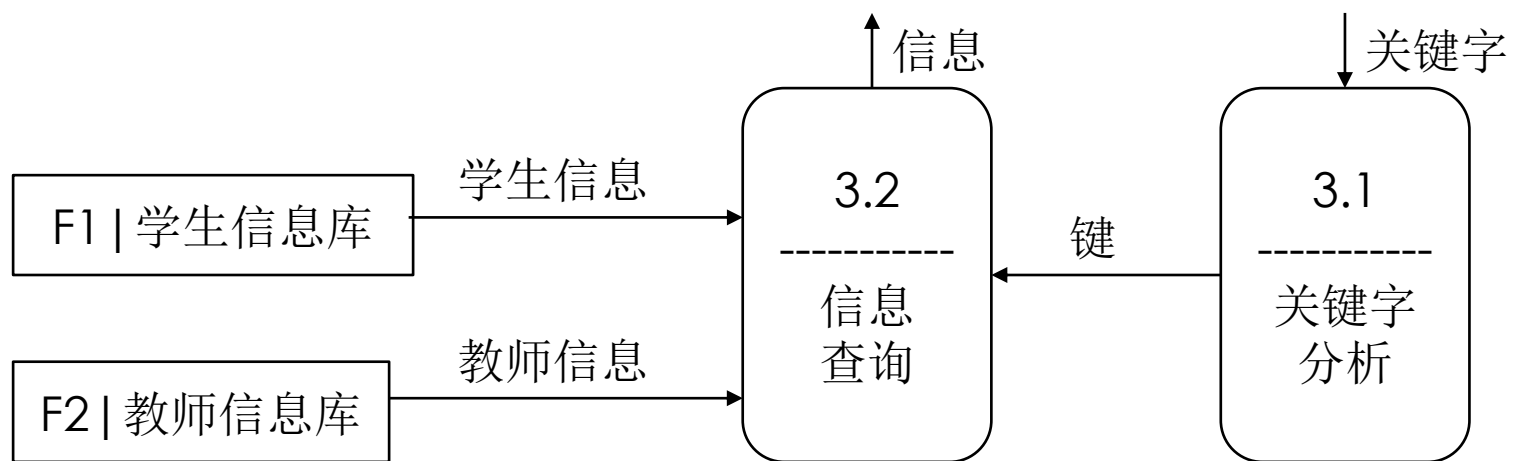 信息
关键字
学生信息
F1 | 学生信息库
3.2
-----------
信息
查询
键
3.1
-----------
关键字
分析
教师信息
F2 | 教师信息库